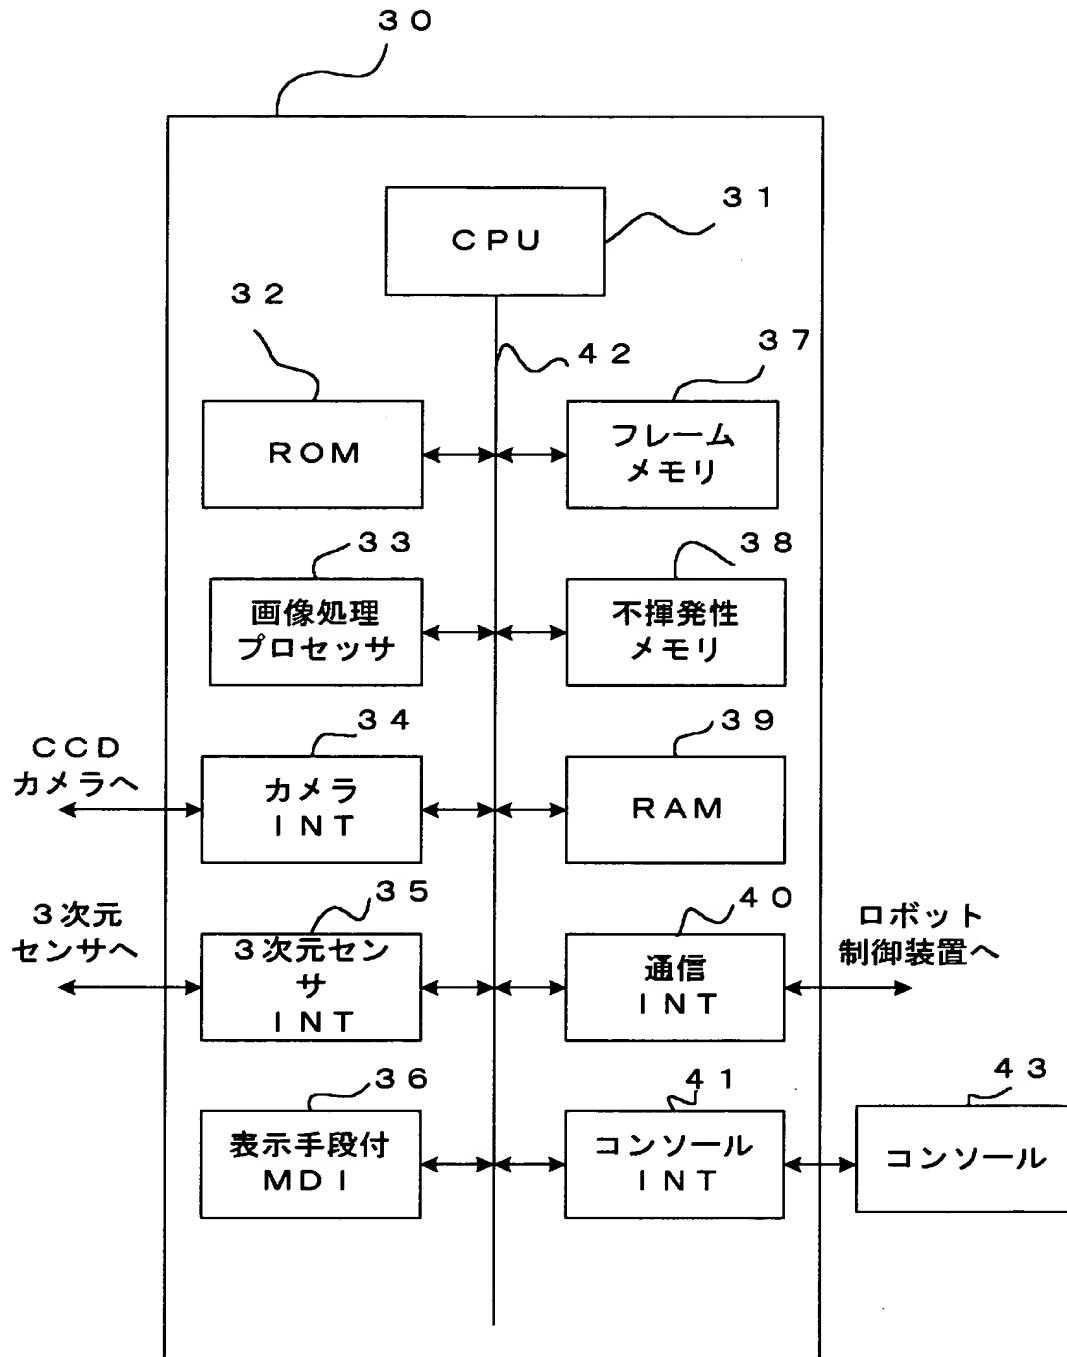 ３０
３１
ＣＰＵ
３２
４２
３７
ＲＯＭ
フレーム
メモリ
３３
３８
画像処理
プロセッサ
不揮発性
メモリ
ＣＣＤ
カメラへ
３４
３９
カメラ
ＩＮＴ
ＲＡＭ
３次元
センサへ
３５
４０
ロボット
制御装置へ
３次元セン
サ
ＩＮＴ
通信
ＩＮＴ
３６
４１
４３
表示手段付
ＭＤＩ
コンソール
ＩＮＴ
コンソール